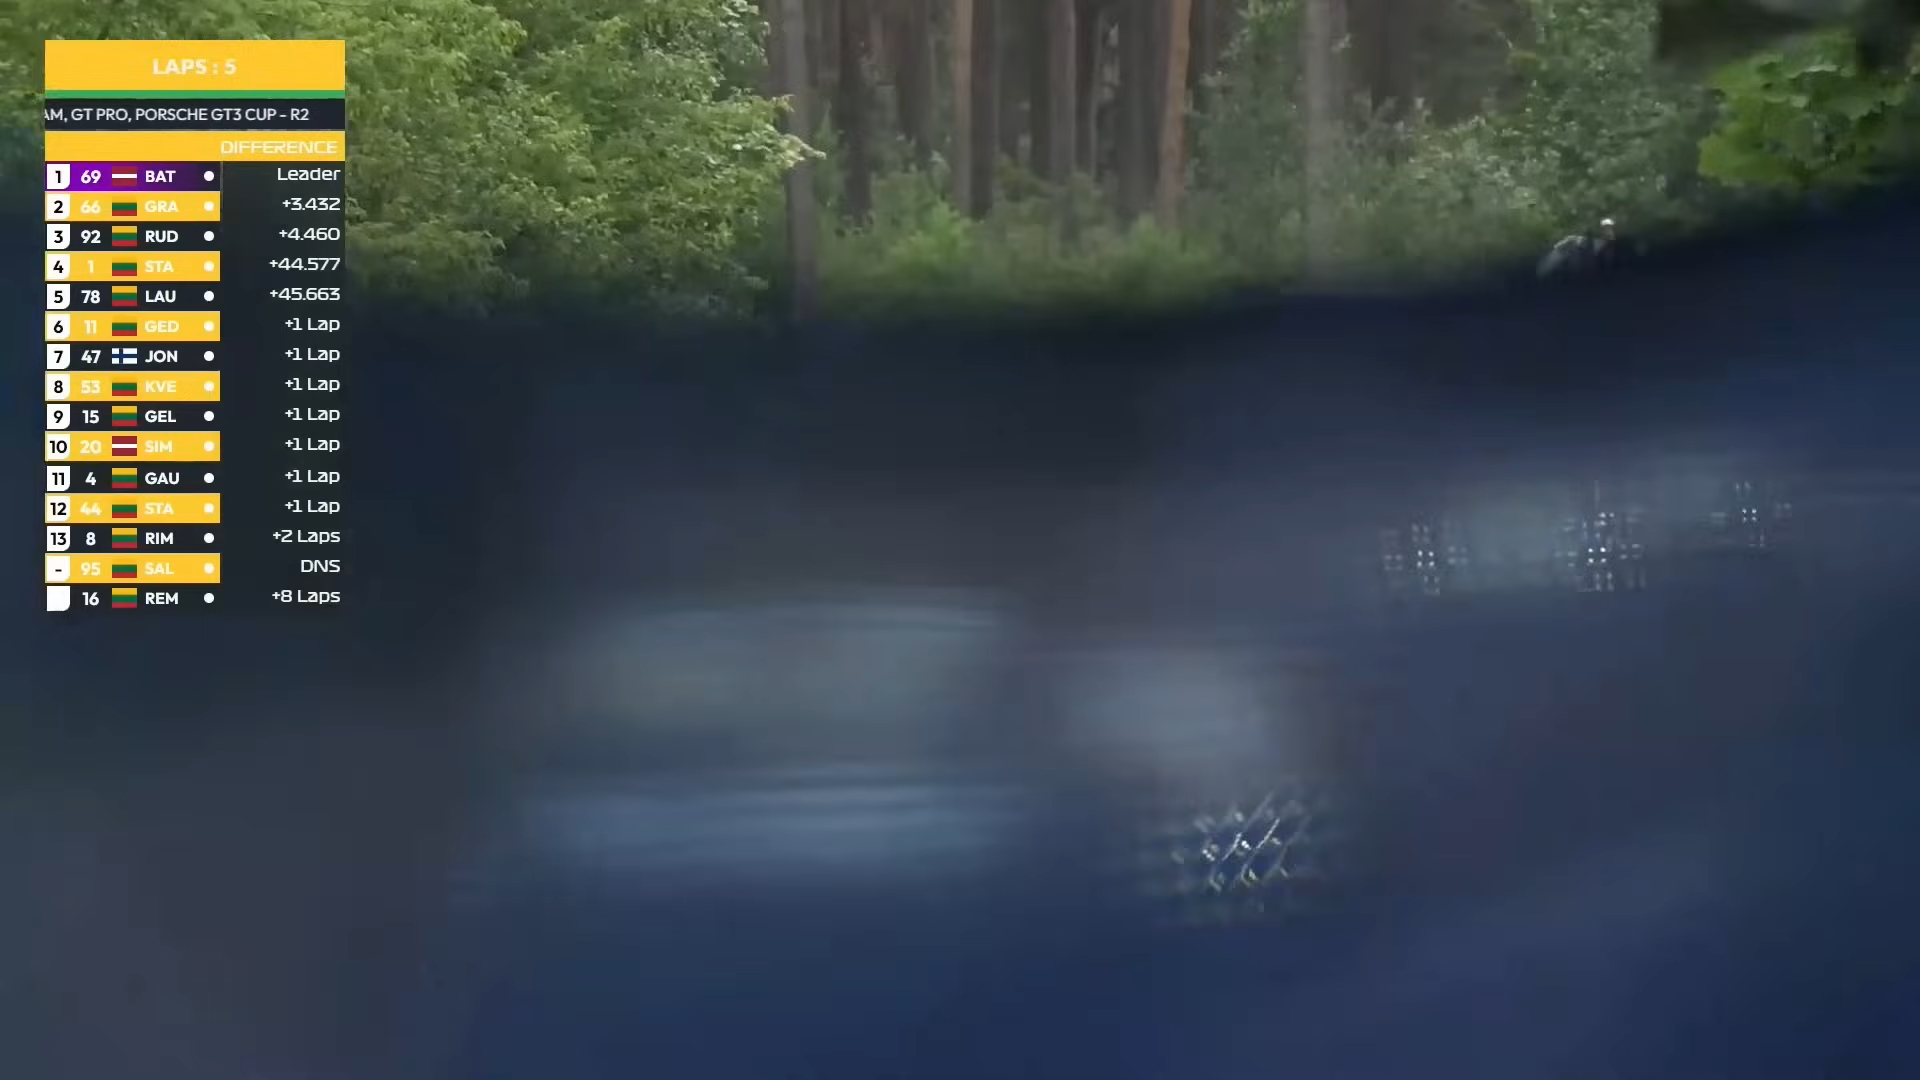 LAPS : 5
AM, GT PRO, PORSCHE GT3 CUP - R2
DIFFERENCE
1 69 BAT Leader
2 66 GRA +3.432
3 92 RUD +4.460
4 1 STA +44.577
5 78 LAU +45.663
6 11 GED +1 Lap
7 47 JON +1 Lap
8 53 KVE +1 Lap
9 15 GEL +1 Lap
10 20 SIM +1 Lap
11 4 GAU +1 Lap
12 44 STA +1 Lap
13 8 RIM +2 Laps
- 95 SAL DNS
16 REM +8 Laps